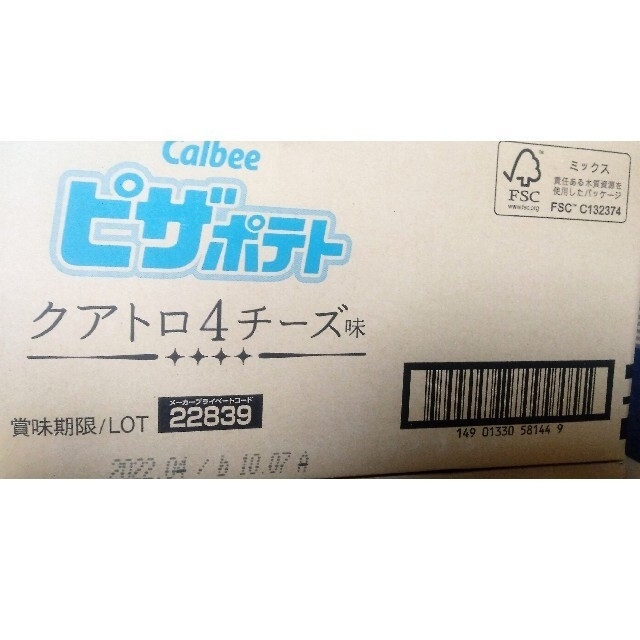 Calbee
ピザポテト
クアトロ4チーズ味
FSC
www.fsc.org
ミックス
責任ある木質資源を
使用したパッケージ
FSC™ C132374
メーカープライベートコード
賞味期限/LOT 22839
2022.04 / b 10.07 A
149 01330 58144 9